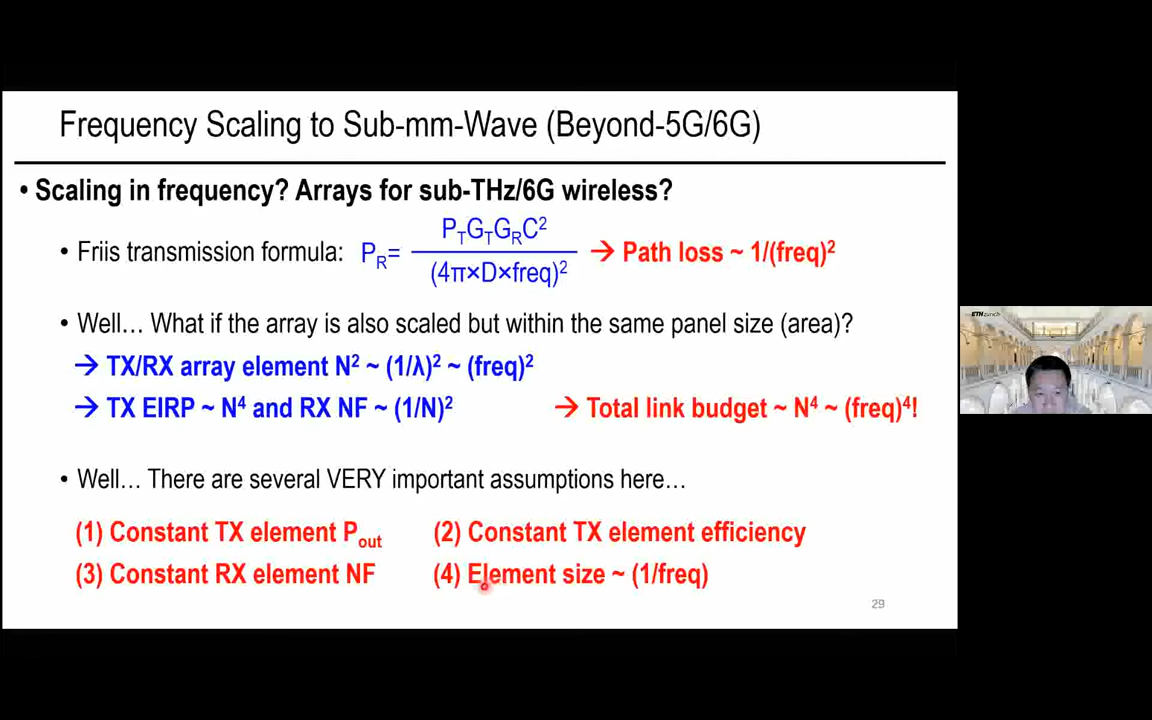 Frequency Scaling to Sub-mm-Wave (Beyond-5G/6G)
• Scaling in frequency? Arrays for sub-THz/6G wireless?
• Friis transmission formula: P_R= P_TG_TG_RC² / (4π×D×freq)² → Path loss ~ 1/(freq)²
• Well… What if the array is also scaled but within the same panel size (area)?
→ TX/RX array element N² ~ (1/λ)² ~ (freq)²
→ TX EIRP ~ N⁴ and RX NF ~ (1/N)² → Total link budget ~ N⁴ ~ (freq)⁴!
• Well… There are several VERY important assumptions here…
(1) Constant TX element P_out (2) Constant TX element efficiency
(3) Constant RX element NF (4) Element size ~ (1/freq)
29
ETH zürich